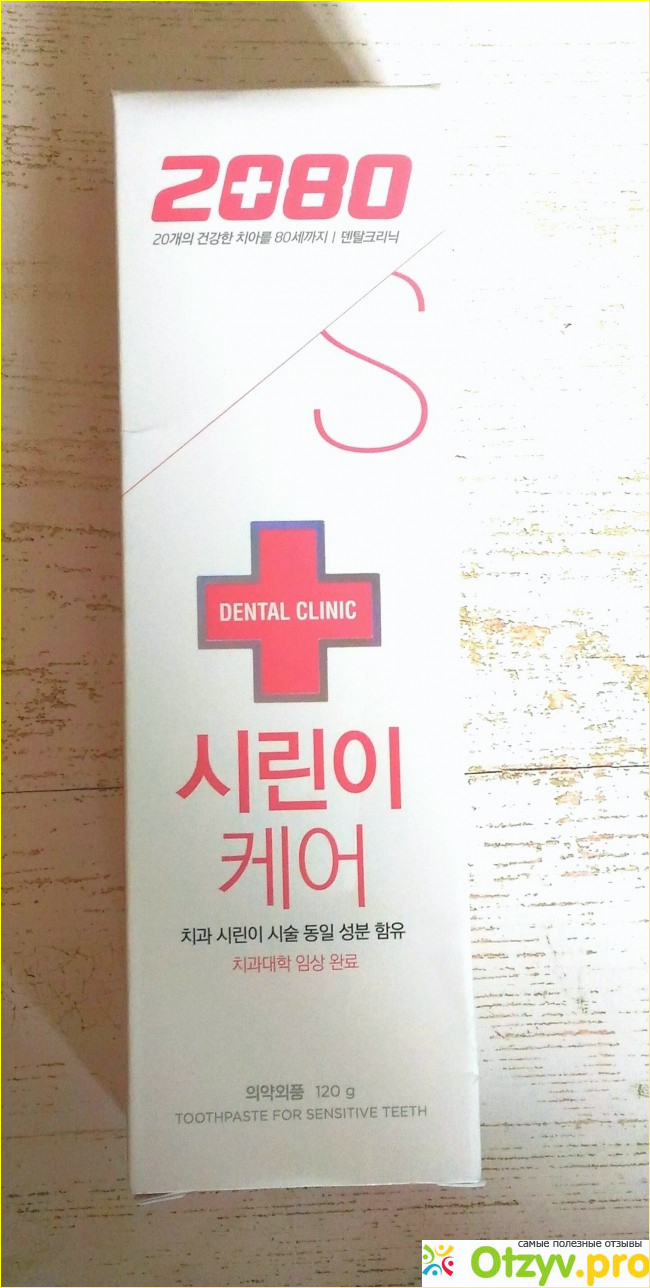 2080
20개의 건강한 치아를 80세까지 | 덴탈크리닉
S
DENTAL CLINIC
시린이
케어
치과 시린이 시술 동일 성분 함유
치과대학 임상 완료
의약외품 120 g
TOOTHPASTE FOR SENSITIVE TEETH
самые полезные отзывы
Otzyv.pro